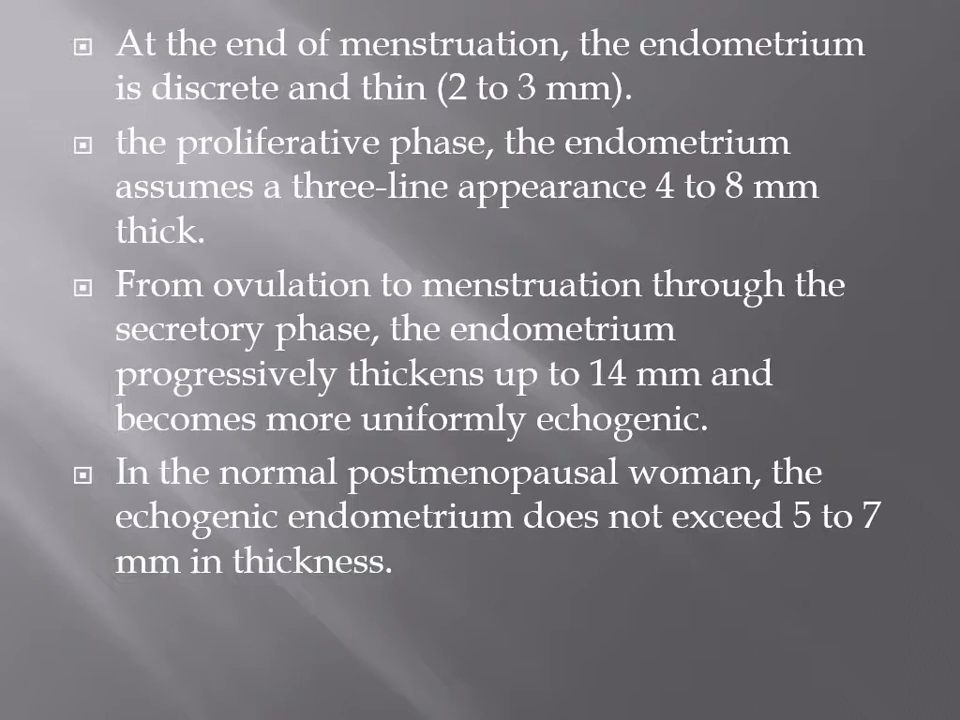 At the end of menstruation, the endometrium
is discrete and thin (2 to 3 mm).
the proliferative phase, the endometrium
assumes a three-line appearance 4 to 8 mm
thick.
From ovulation to menstruation through the
secretory phase, the endometrium
progressively thickens up to 14 mm and
becomes more uniformly echogenic.
In the normal postmenopausal woman, the
echogenic endometrium does not exceed 5 to 7
mm in thickness.